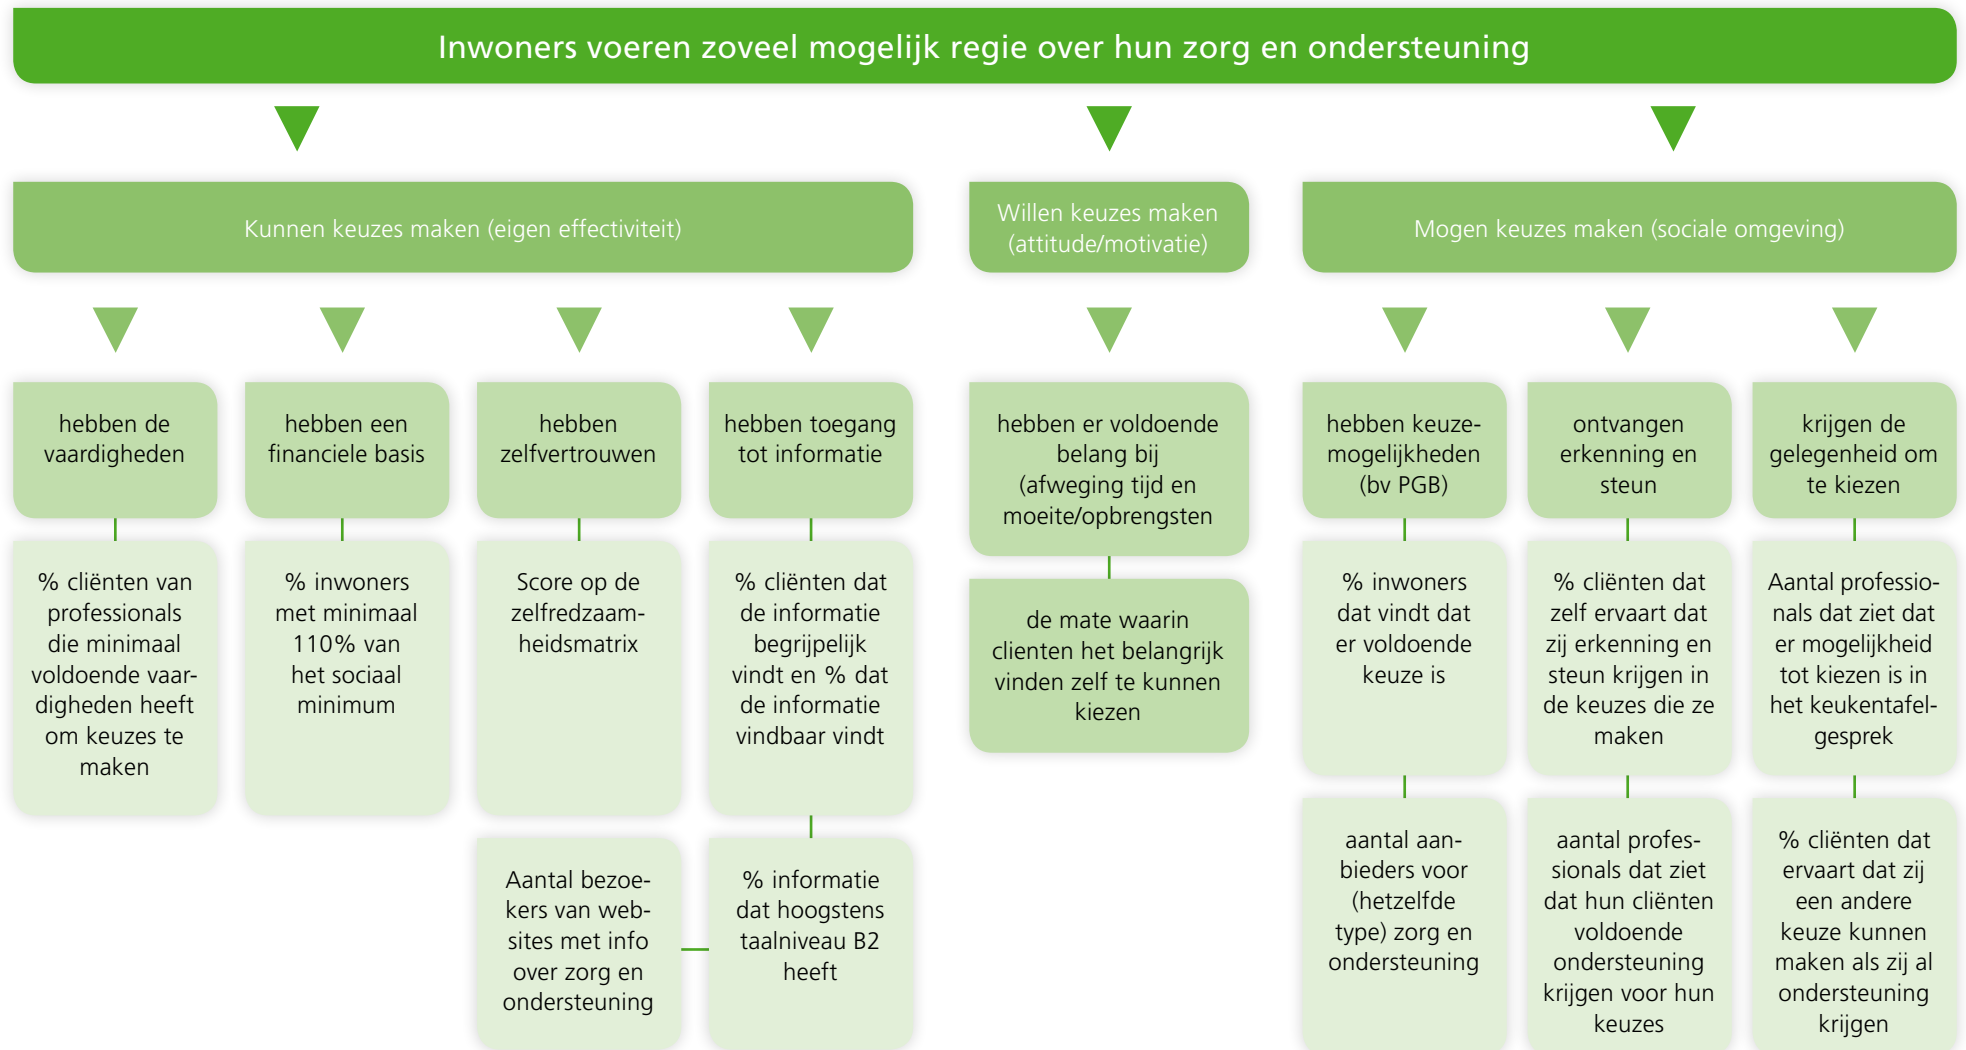 Inwoners voeren zoveel mogelijk regie over hun zorg en ondersteuning
Kunnen keuzes maken (eigen effectiviteit)
Willen keuzes maken
(attitude/motivatie)
Mogen keuzes maken (sociale omgeving)
hebben de
vaardigheden
hebben een
financiele basis
hebben
zelfvertrouwen
hebben toegang
tot informatie
hebben er voldoende
belang bij
(afweging tijd en
moeite/opbrengsten
hebben keuze-
mogelijkheden
(bv PGB)
ontvangen
erkenning en
steun
krijgen de
gelegenheid om
te kiezen
% cliënten van
professionals
die minimaal
voldoende vaar-
digheden heeft
om keuzes te
maken
% inwoners
met minimaal
110% van
het sociaal
minimum
Score op de
zelfredzaam-
heidsmatrix
% cliënten dat
de informatie
begrijpelijk
vindt en % dat
de informatie
vindbaar vindt
de mate waarin
clienten het belangrijk
vinden zelf te kunnen
kiezen
% inwoners
dat vindt dat
er voldoende
keuze is
% cliënten dat
zelf ervaart dat
zij erkenning en
steun krijgen in
de keuzes die ze
maken
Aantal professio-
nals dat ziet dat
er mogelijkheid
tot kiezen is in
het keukentafel-
gesprek
Aantal bezoe-
kers van web-
sites met info
over zorg en
ondersteuning
% informatie
dat hoogstens
taalniveau B2
heeft
aantal aan-
bieders voor
(hetzelfde
type) zorg en
ondersteuning
aantal profes-
sionals dat ziet
dat hun cliënten
voldoende
ondersteuning
krijgen voor hun
keuzes
% cliënten dat
ervaart dat zij
een andere
keuze kunnen
maken als zij al
ondersteuning
krijgen